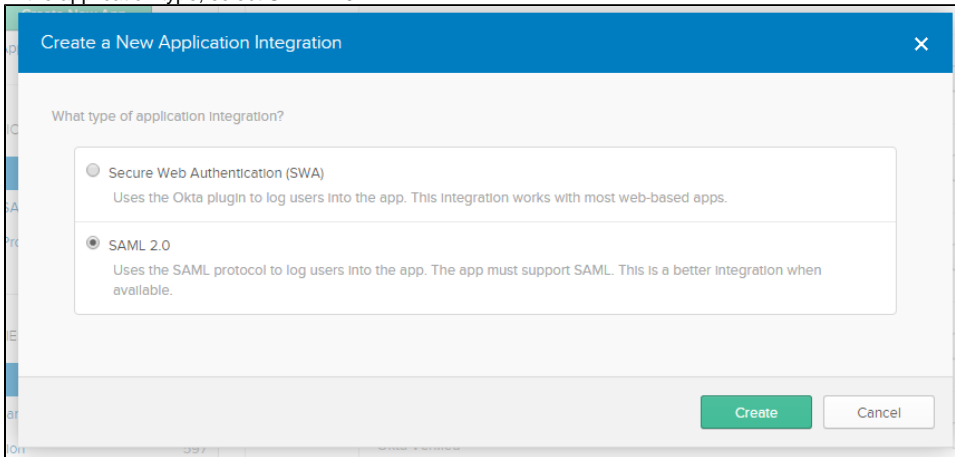 Create a New Application Integration
What type of application integration?
Secure Web Authentication (SWA)
Uses the Okta plugin to log users into the app. This integration works with most web-based apps.
SAML 2.0
Uses the SAML protocol to log users into the app. The app must support SAML. This is a better integration when
available.
Create
Cancel
597